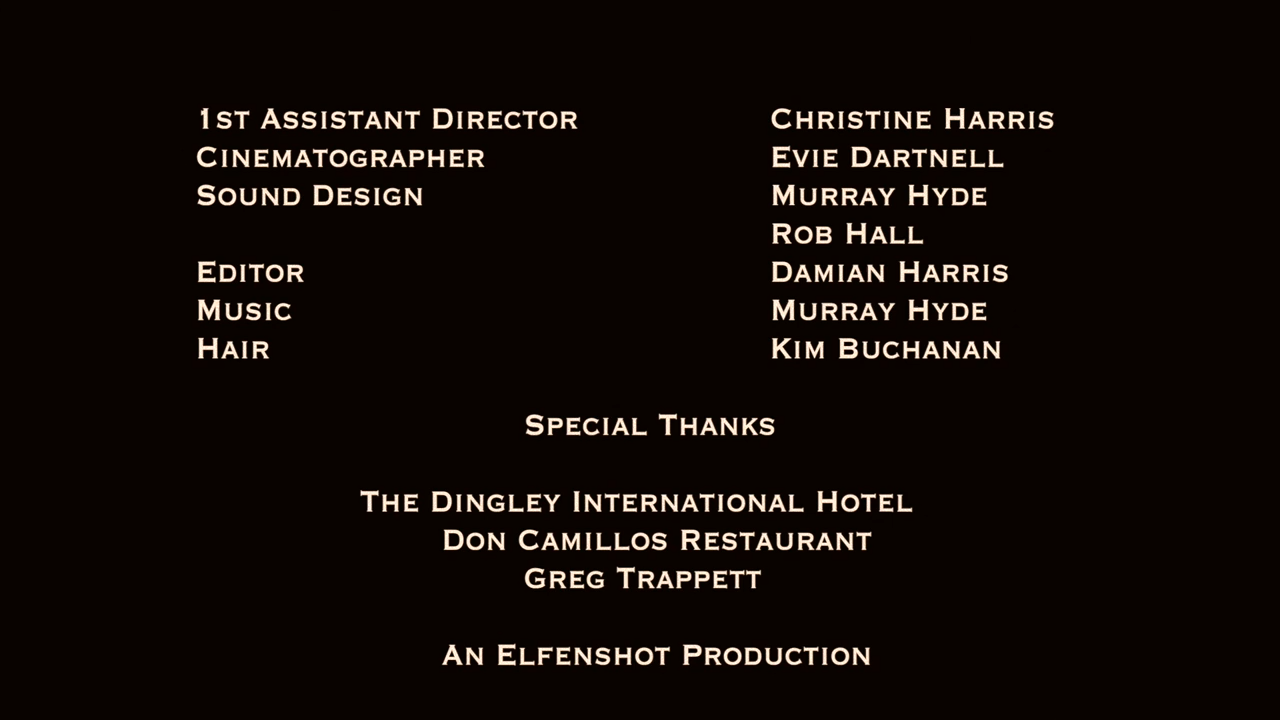 1st Assistant Director Christine Harris
Cinematographer Evie Dartnell
Sound Design Murray Hyde
Rob Hall
Editor Damian Harris
Music Murray Hyde
Hair Kim Buchanan
Special Thanks
The Dingley International Hotel
Don Camillos Restaurant
Greg Trappett
An Elfenshot Production